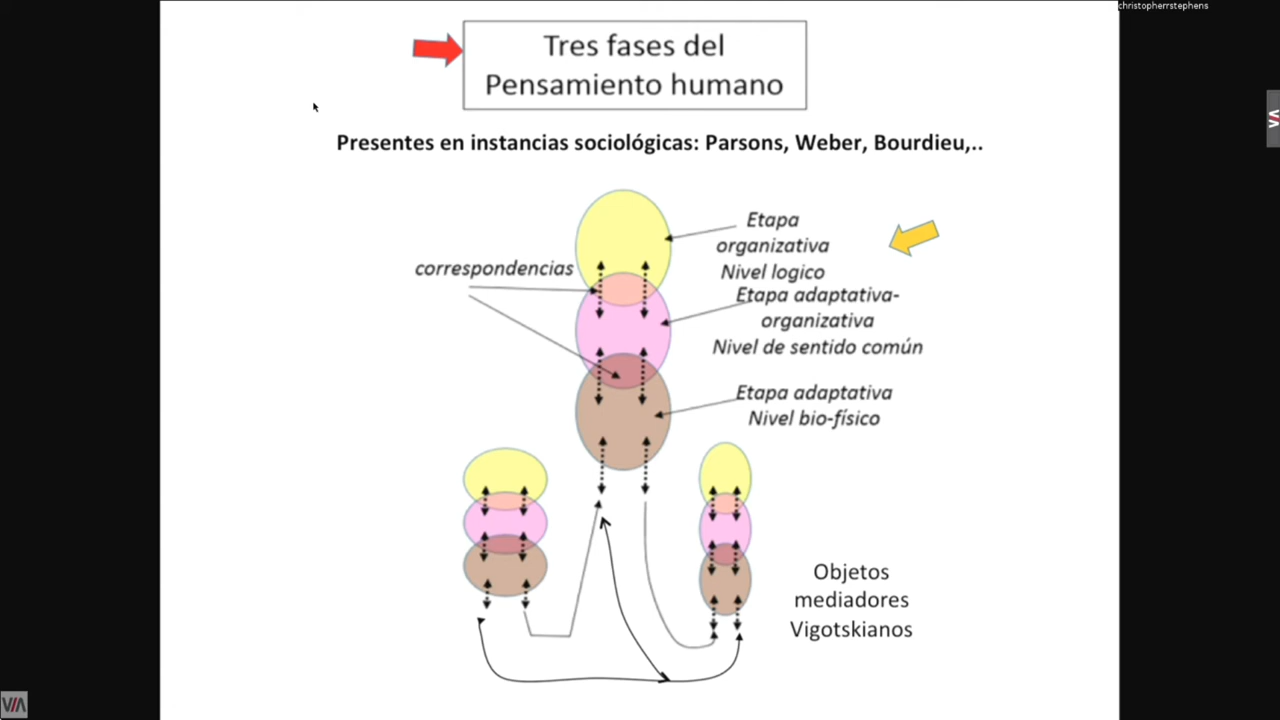 christopherrstephens
Tres fases del
Pensamiento humano
Presentes en instancias sociológicas: Parsons, Weber, Bourdieu,..
Etapa
organizativa
Nivel logico
correspondencias
Etapa adaptativa-
organizativa
Nivel de sentido común
Etapa adaptativa
Nivel bio-físico
Objetos
mediadores
Vigotskianos
VIA